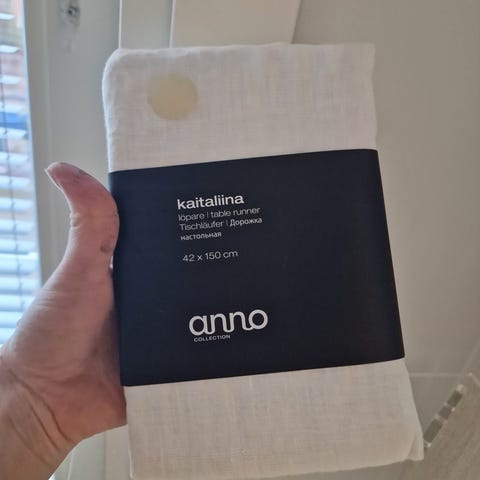 kaitaliina
löpare | table runner
Tischläufer | Дорожка
настольная
42 x 150 cm
anno
COLLECTION